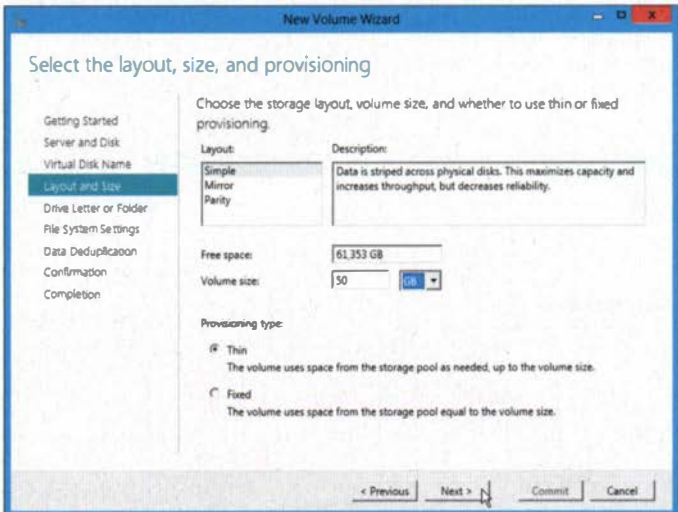 New Volume Wizard
Select the layout, size, and provisioning
Getting Started
Server and Disk
Virtual Disk Name
Layout and Size
Drive Letter or Folder
File System Settings
Data Deduplication
Confirmation
Completion
Choose the storage layout, volume size, and whether to use thin or fixed
provisioning.
Layout:
Simple
Mirror
Parity
Description:
Data is striped across physical disks. This maximizes capacity and
increases throughput, but decreases reliability.
Free space:
61,353 GB
Volume size:
50
GB
Provisioning type:
Thin
The volume uses space from the storage pool as needed, up to the volume size.
Fixed
The volume uses space from the storage pool equal to the volume size.
< Previous
Next >
Commit
Cancel